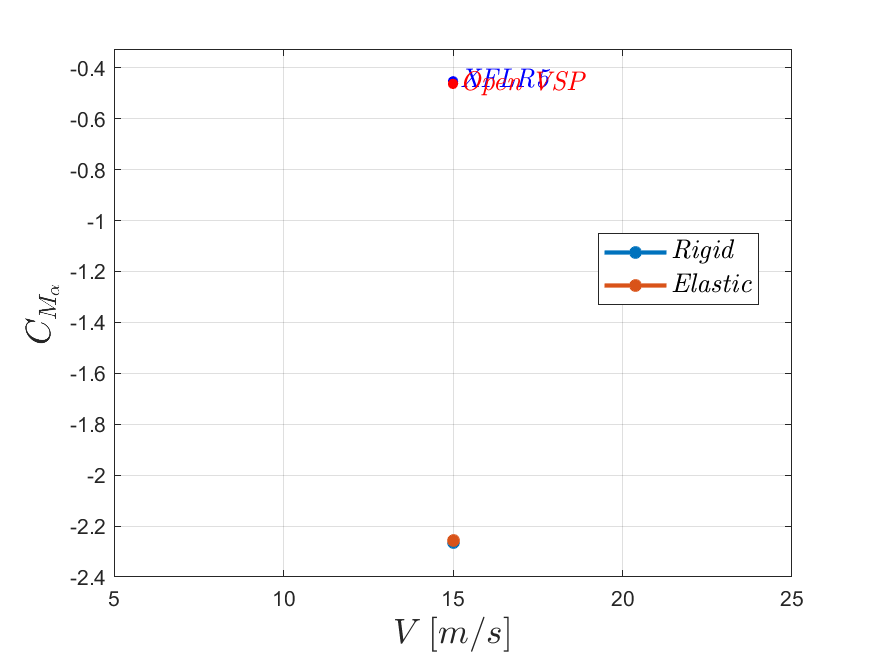 -0.4
XFLR5
Open VSP
-0.6
-0.8
-1
Rigid
-1.2
Elastic
C_{M_α}
-1.4
-1.6
-1.8
-2
-2.2
-2.4
5 10 15 20 25
V [m/s]